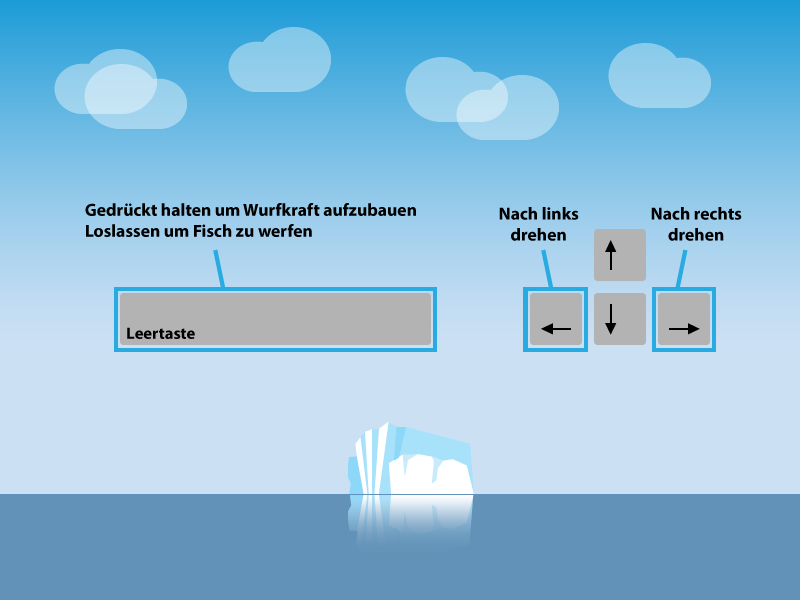 Gedrückt halten um Wurfkraft aufzubauen
Loslassen um Fisch zu werfen
Leertaste
Nach links
drehen
Nach rechts
drehen